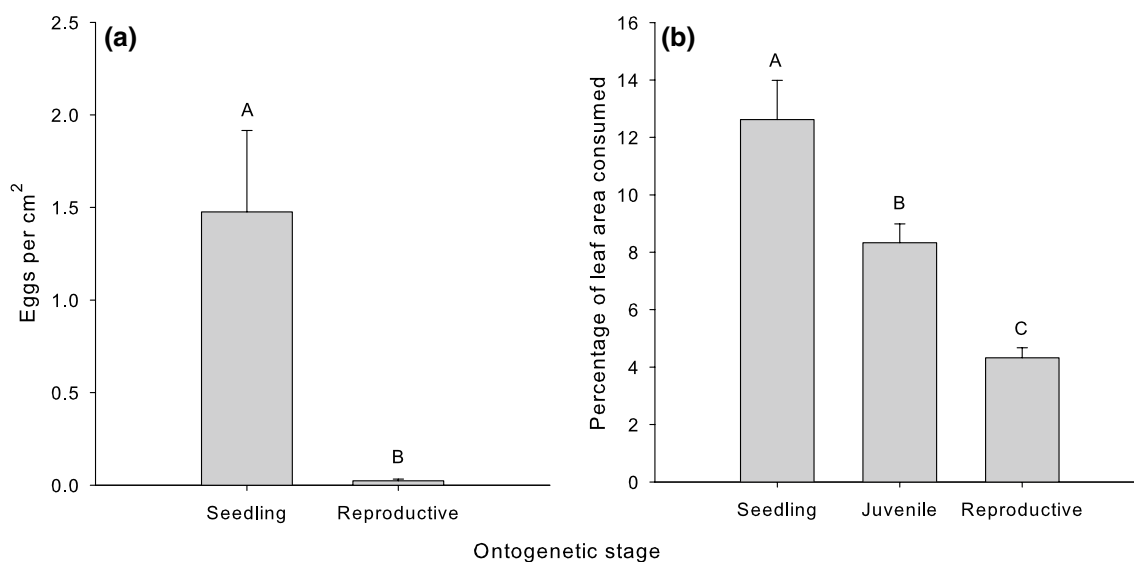 (a)
Eggs per cm²
2.5
2.0
1.5
1.0
0.5
0.0
A
B
Seedling Reproductive
(b)
Percentage of leaf area consumed
16
14
12
10
8
6
4
2
0
A
B
C
Seedling Juvenile Reproductive
Ontogenetic stage